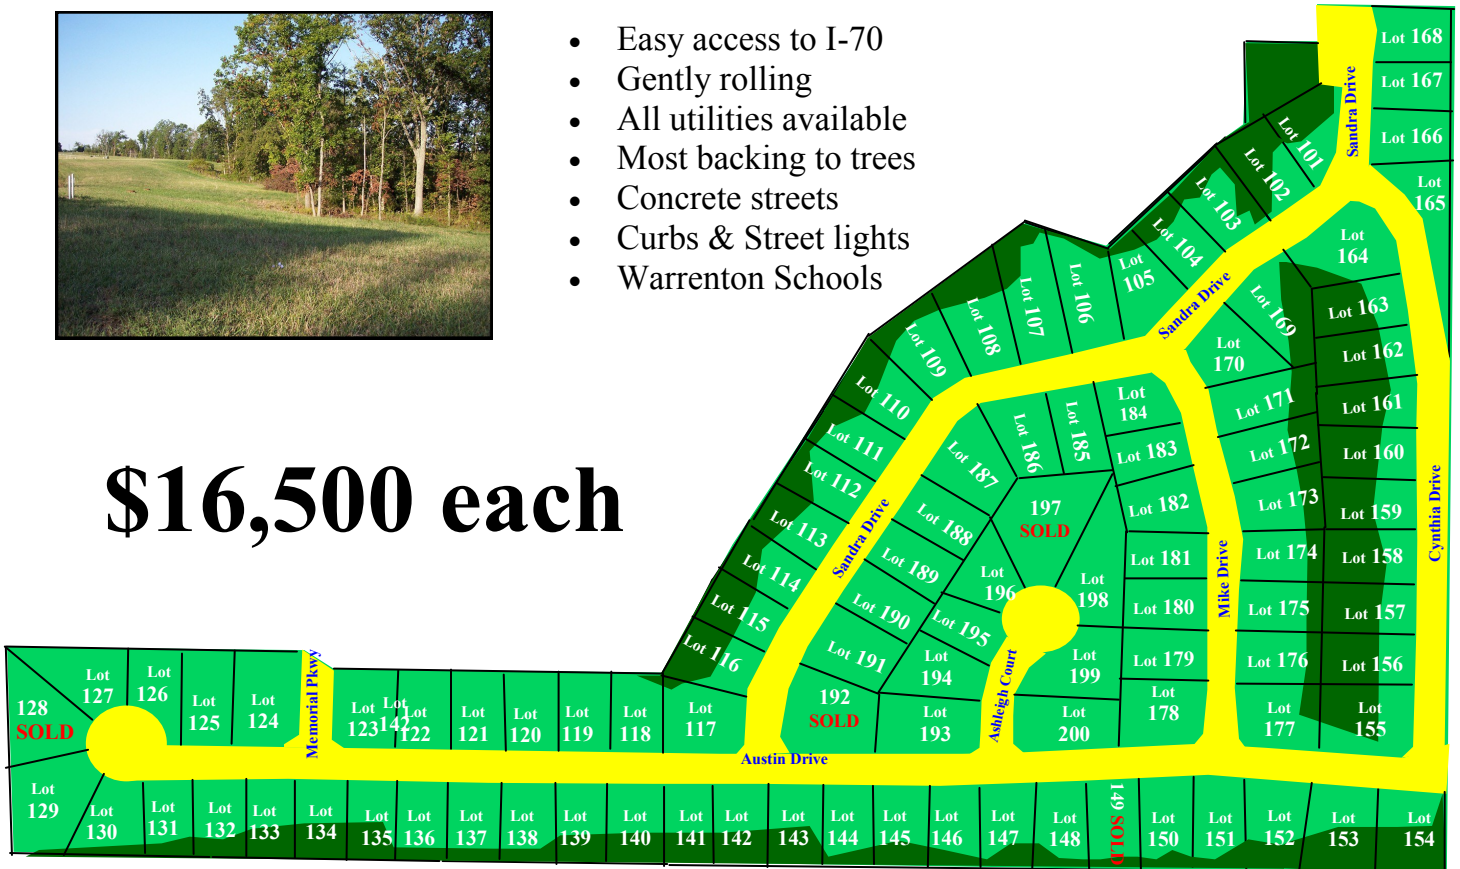 • Easy access to I-70
• Gently rolling
• All utilities available
• Most backing to trees
• Concrete streets
• Curbs & Street lights
• Warrenton Schools
$16,500 each
Lot 168
Lot 167
Lot 166
Lot
165
Sandra Drive
Lot 101
Lot 102
Lot 103
Lot 104
Lot
105
Lot 106
Lot 107
Lot 108
Lot 109
Lot 110
Lot 111
Lot 112
Lot 113
Lot 114
Lot 115
Lot 116
Lot
117
Sandra Drive
Sandra Drive
Lot
164
Lot 163
Lot 162
Lot 161
Lot 160
Lot 159
Lot 158
Lot 157
Lot 156
Lot
155
Cynthia Drive
Lot 169
Lot
170
Lot 171
Lot 172
Lot 173
Lot 174
Lot 175
Lot 176
Lot
177
Mike Drive
Lot
184
Lot 183
Lot 182
Lot 181
Lot 180
Lot 179
Lot
178
Lot 185
Lot 186
Lot 187
Lot 188
Lot 189
Lot 190
Lot 191
192
SOLD
197
SOLD
Lot
196
Lot 195
Lot
194
Lot
193
Lot
198
Lot
199
Lot
200
Ashleigh Court
128
SOLD
Lot
127
Lot
126
Lot
125
Lot
124
Memorial Pkwy
Lot
123
Lot
142
Lot
122
Lot
121
Lot
120
Lot
119
Lot
118
Austin Drive
Lot
129
Lot
130
Lot
131
Lot
132
Lot
133
Lot
134
Lot
135
Lot
136
Lot
137
Lot
138
Lot
139
Lot
140
Lot
141
Lot
142
Lot
143
Lot
144
Lot
145
Lot
146
Lot
147
Lot
148
149 SOLD
Lot
150
Lot
151
Lot
152
Lot
153
Lot
154